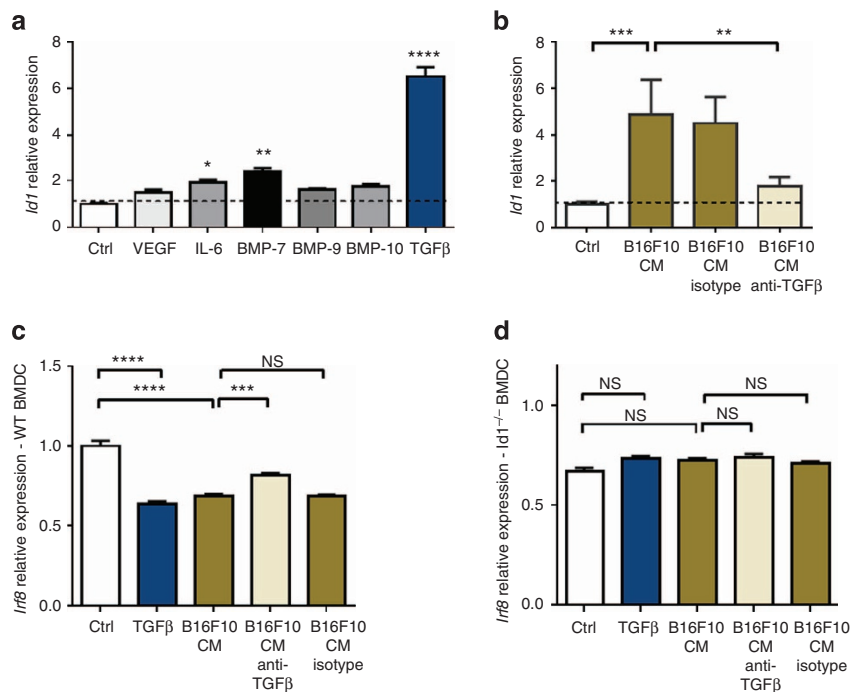 a
Id1 relative expression
8
6
4
2
0
*
**
****
Ctrl VEGF IL-6 BMP-7 BMP-9 BMP-10 TGFβ
b
Id1 relative expression
8
6
4
2
0
***
**
Ctrl B16F10 B16F10 B16F10
CM CM CM
isotype anti-TGFβ
c
Irf8 relative expression - WT BMDC
1.5
1.0
0.5
0.0
****
NS
****
***
Ctrl TGFβ B16F10 B16F10 B16F10
CM CM CM
anti- isotype
TGFβ
d
Irf8 relative expression - Id1–/– BMDC
1.0
0.5
0.0
NS
NS
NS
NS
Ctrl TGFβ B16F10 B16F10 B16F10
CM CM CM
anti- isotype
TGFβ